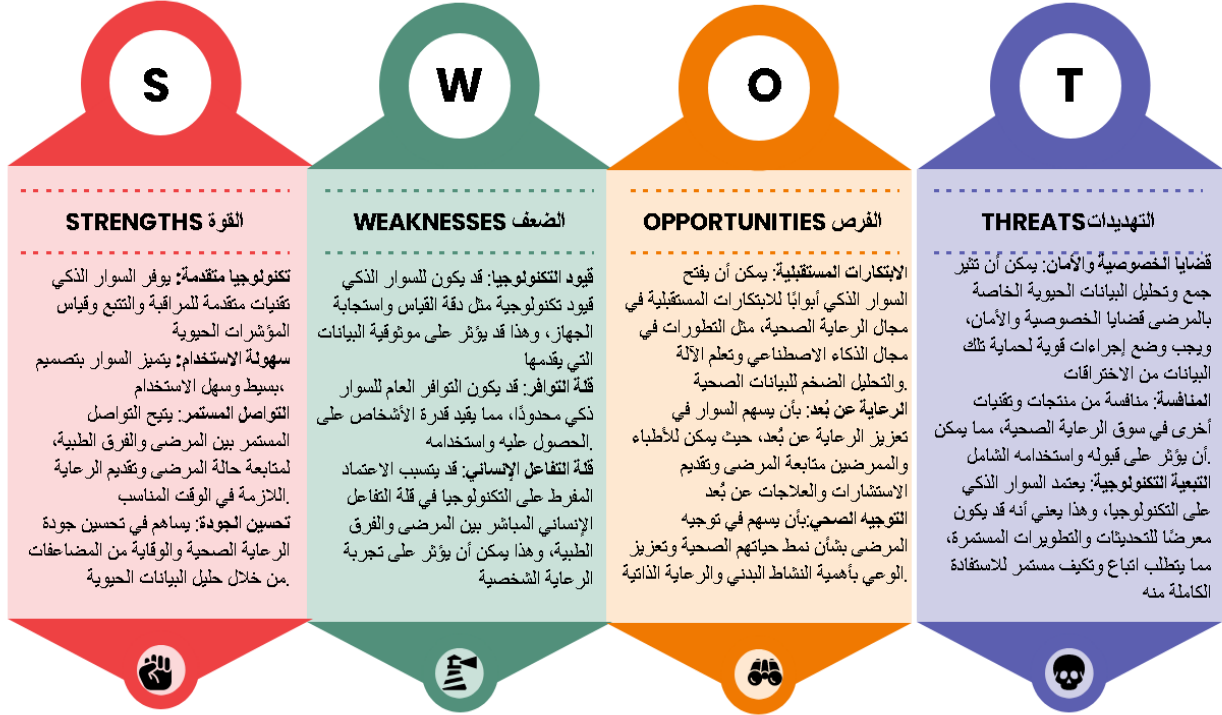 S
القوة STRENGTHS
تكنولوجيا متقدمة: يوفر السوار الذكي
تقنيات متقدمة للمراقبة والتتبع وقياس
المؤشرات الحيوية
سهولة الاستخدام: يتميز السوار بتصميم
،بسيط وسهل الاستخدام
التواصل المستمر: يتيح التواصل
المستمر بين المرضى والفرق الطبية،
لمتابعة حالة المرضى وتقديم الرعاية
.اللازمة في الوقت المناسب
تحسين الجودة: يساهم في تحسين جودة
الرعاية الصحية والوقاية من المضاعفات
.من خلال حليل البيانات الحيوية
W
الضعف WEAKNESSES
قيود التكنولوجيا: قد يكون للسوار الذكي
قيود تكنولوجية مثل دقة القياس واستجابة
الجهاز، وهذا قد يؤثر على موثوقية البيانات
التي يقدمها
قلة التوافر: قد يكون التوافر العام للسوار
ذكي محدودًا، مما يقيد قدرة الأشخاص على
.الحصول عليه واستخدامه
قلة التفاعل الإنساني: قد يتسبب الاعتماد
المفرط على التكنولوجيا في قلة التفاعل
الإنساني المباشر بين المرضى والفرق
الطبية، وهذا يمكن أن يؤثر على تجربة
الرعاية الشخصية
O
الفرص OPPORTUNITIES
الابتكارات المستقبلية: يمكن أن يفتح
السوار الذكي أبوابًا للابتكارات المستقبلية في
مجال الرعاية الصحية، مثل التطورات في
مجال الذكاء الاصطناعي وتعلم الآلة
.والتحليل الضخم للبيانات الصحية
الرعاية عن بُعد: بأن يسهم السوار في
تعزيز الرعاية عن بُعد، حيث يمكن للأطباء
والممرضين متابعة المرضى وتقديم
الاستشارات والعلاجات عن بُعد
التوجيه الصحي:بأن يسهم في توجيه
المرضى بشأن نمط حياتهم الصحية وتعزيز
.الوعي بأهمية النشاط البدني والرعاية الذاتية
T
التهديدات THREATS
قضايا الخصوصية والأمان: يمكن أن تثير
جمع وتحليل البيانات الحيوية الخاصة
بالمرضى قضايا الخصوصية والأمان،
ويجب وضع إجراءات قوية لحماية تلك
البيانات من الاختراقات
المنافسة: منافسة من منتجات وتقنيات
أخرى في سوق الرعاية الصحية، مما يمكن
.أن يؤثر على قبوله واستخدامه الشامل
التبعية التكنولوجية: يعتمد السوار الذكي
على التكنولوجيا، وهذا يعني أنه قد يكون
معرضًا للتحديثات والتطويرات المستمرة،
مما يتطلب اتباع وتكيف مستمر للاستفادة
الكاملة منه